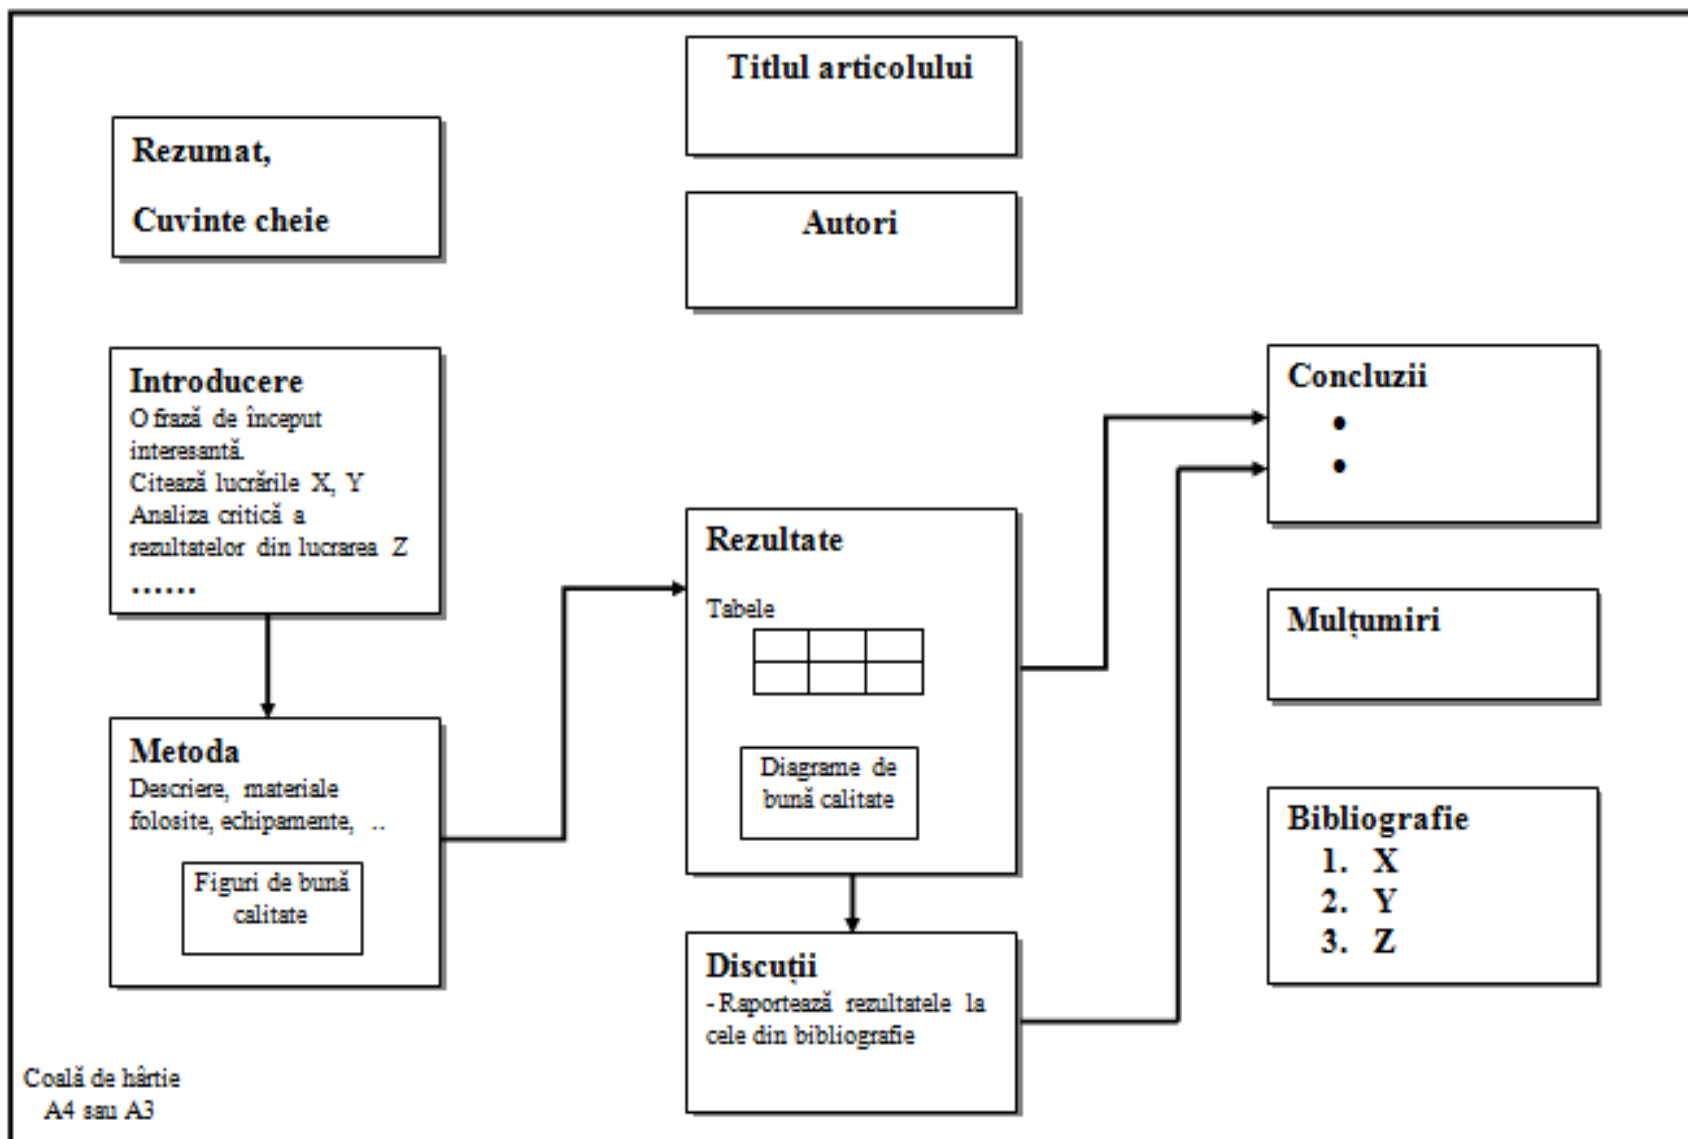 Titlul articolului
Autori
Rezumat,
Cuvinte cheie
Introducere
O frază de început
interesantă.
Citează lucrările X, Y
Analiza critică a
rezultatelor din lucrarea Z
......
Metoda
Descriere, materiale
folosite, echipamente, ..
Figuri de bună
calitate
Rezultate
Tabele
Diagrame de
bună calitate
Discuții
- Raportează rezultatele la
cele din bibliografie
Concluzii
•
•
Mulțumiri
Bibliografie
1. X
2. Y
3. Z
Coală de hârtie
A4 sau A3